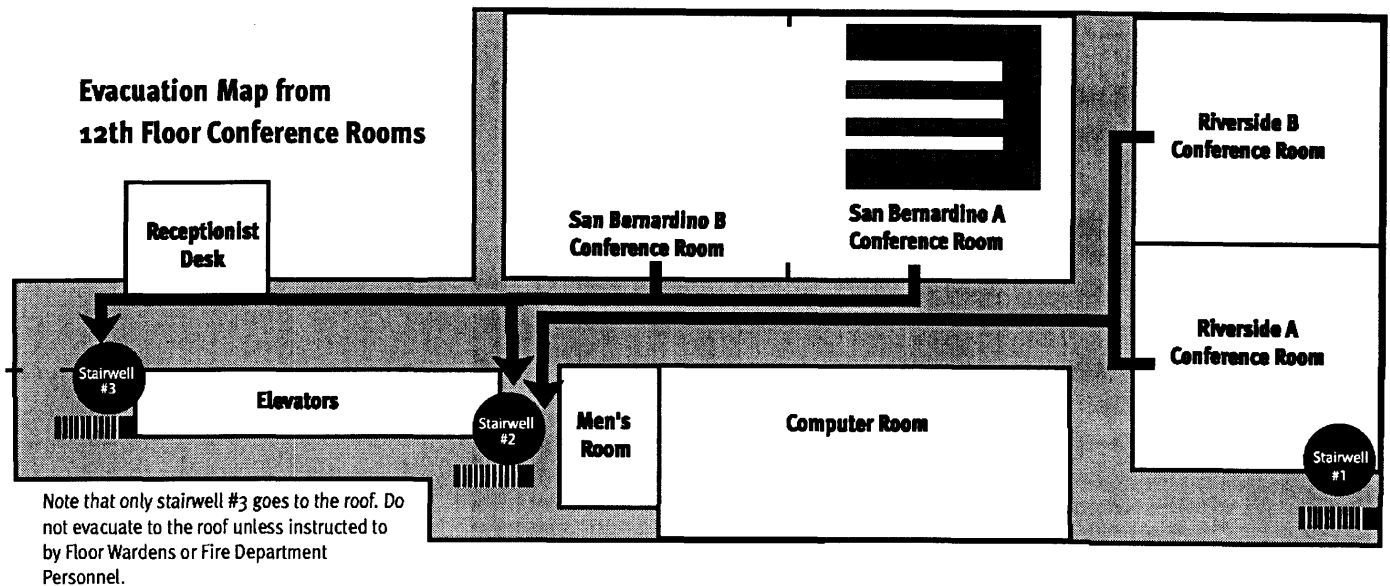 Evacuation Map from
12th Floor Conference Rooms
Receptionist
Desk
San Bernardino B
Conference Room
San Bernardino A
Conference Room
Riverside B
Conference Room
Riverside A
Conference Room
Stairwell
#3
Elevators
Stairwell
#2
Men's
Room
Computer Room
Stairwell
#1
Note that only stairwell #3 goes to the roof. Do
not evacuate to the roof unless instructed to
by Floor Wardens or Fire Department
Personnel.